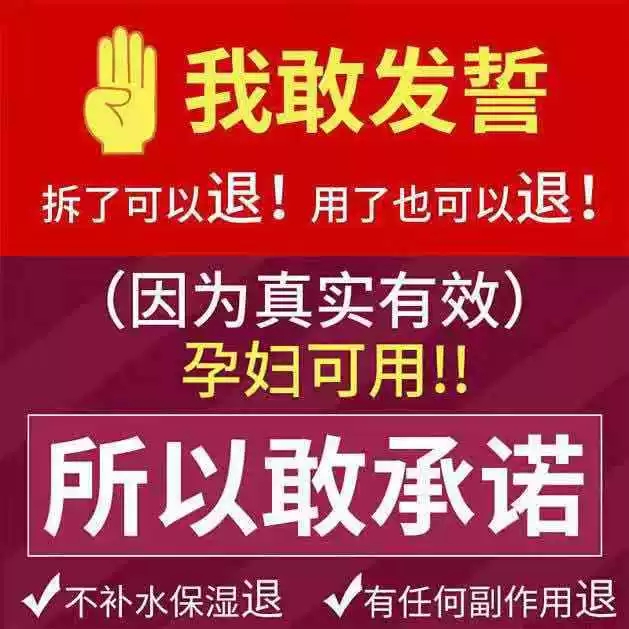 我敢发誓
拆了可以退！用了也可以退！
（因为真实有效）
孕妇可用!!
所以敢承诺
不补水保湿退 有任何副作用退